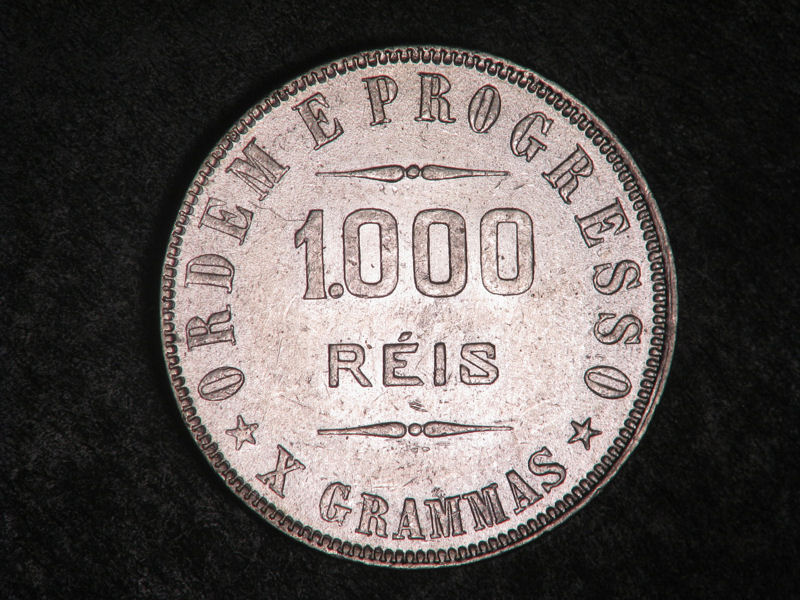 ORDEM E PROGRESSO
1.000
RÉIS
X GRAMMAS